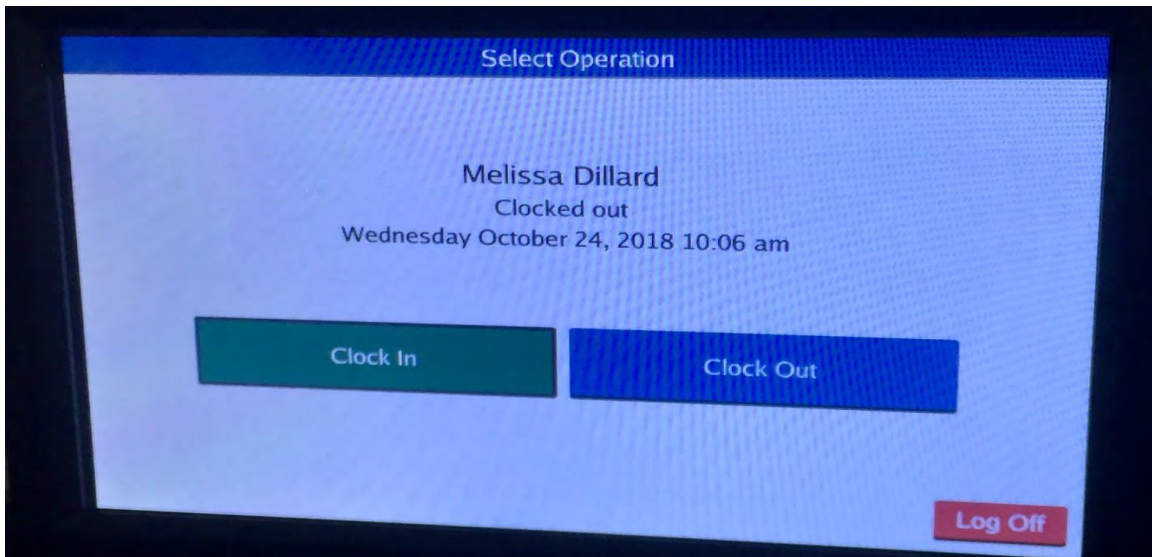 Select Operation
Melissa Dillard
Clocked out
Wednesday October 24, 2018 10:06 am
Clock In
Clock Out
Log Off